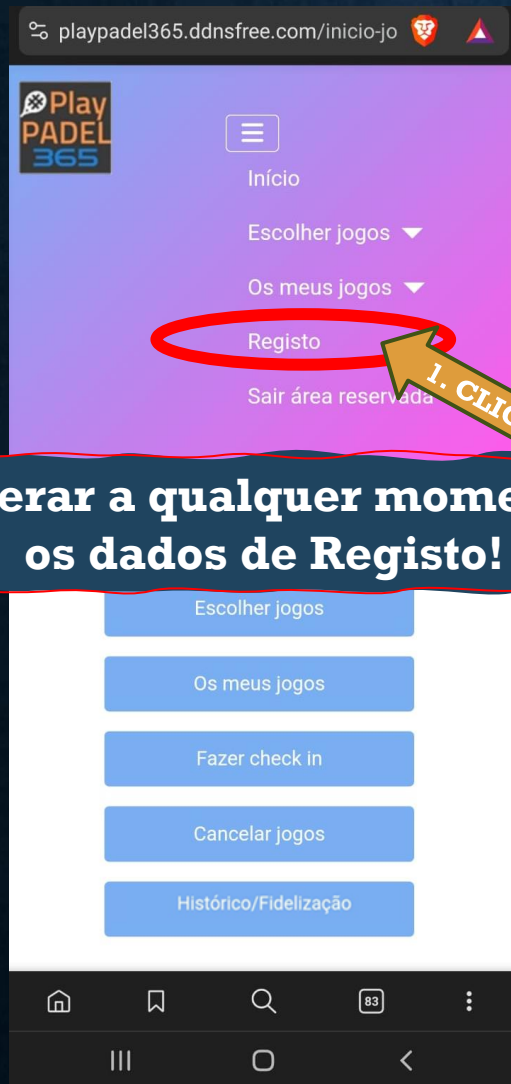 playpadel365.ddnsfree.com/inicio-jo
Play
PADEL
365
Início
Escolher jogos
Os meus jogos
Registo
Sair área reservada
1. CLIC
erar a qualquer mome
os dados de Registo!
Escolher jogos
Os meus jogos
Fazer check in
Cancelar jogos
Histórico/Fidelização
83